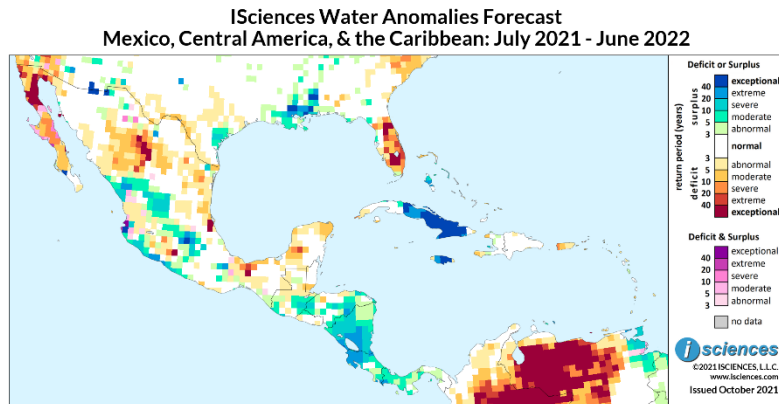 ISciences Water Anomalies Forecast
Mexico, Central America, & the Caribbean: July 2021 - June 2022
Deficit or Surplus
return period (years)
surplus
deficit
exceptional
40
extreme
20
severe
10
moderate
5
abnormal
3
normal
3
abnormal
5
moderate
10
severe
20
extreme
40
exceptional
Deficit & Surplus
exceptional
40
extreme
20
severe
10
moderate
5
abnormal
3
no data
i sciences
©2021 ISCIENCES, L.L.C.
www.isciences.com
Issued October 2021